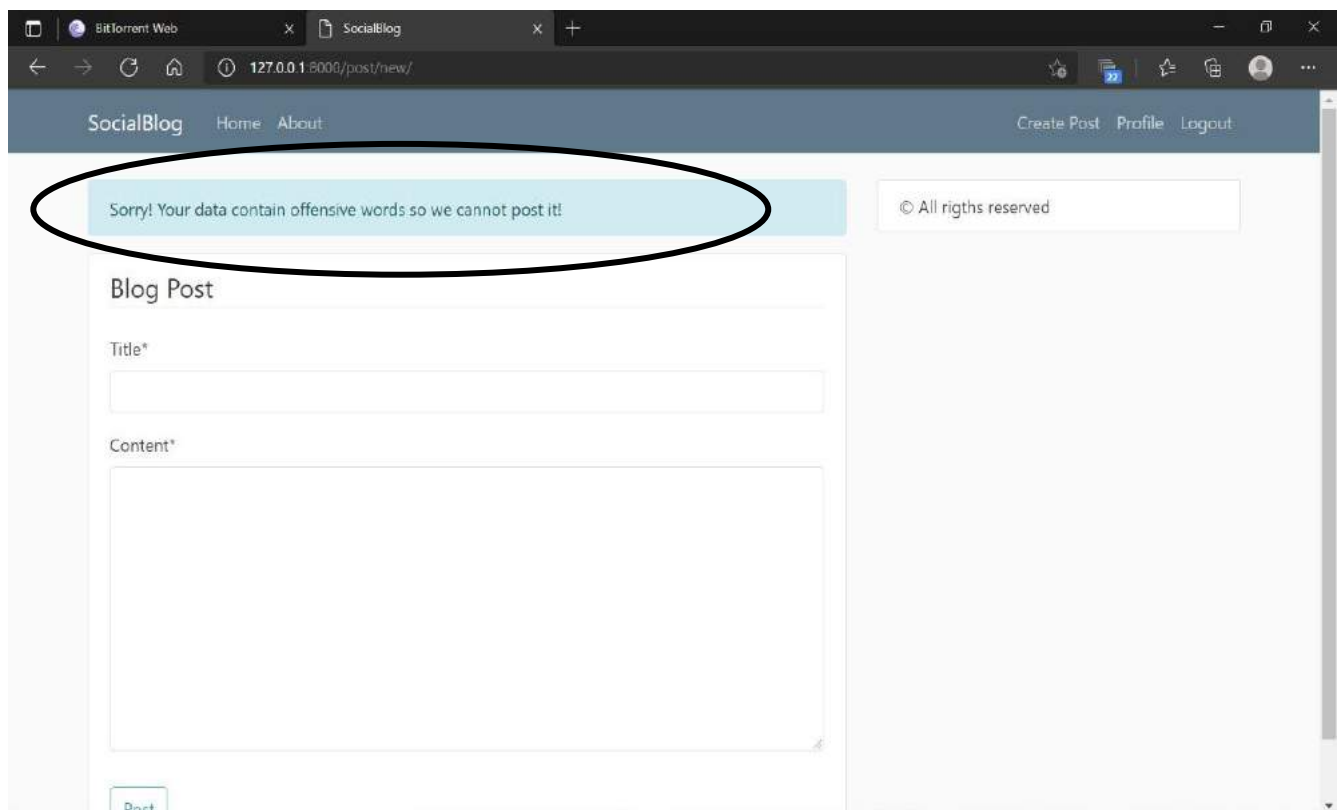 BitTorrent Web SocialBlog
127.0.0.1:8000/post/new/
22
SocialBlog Home About Create Post Profile Logout
Sorry! Your data contain offensive words so we cannot post it!
© All rigths reserved
Blog Post
Title*
Content*
Post